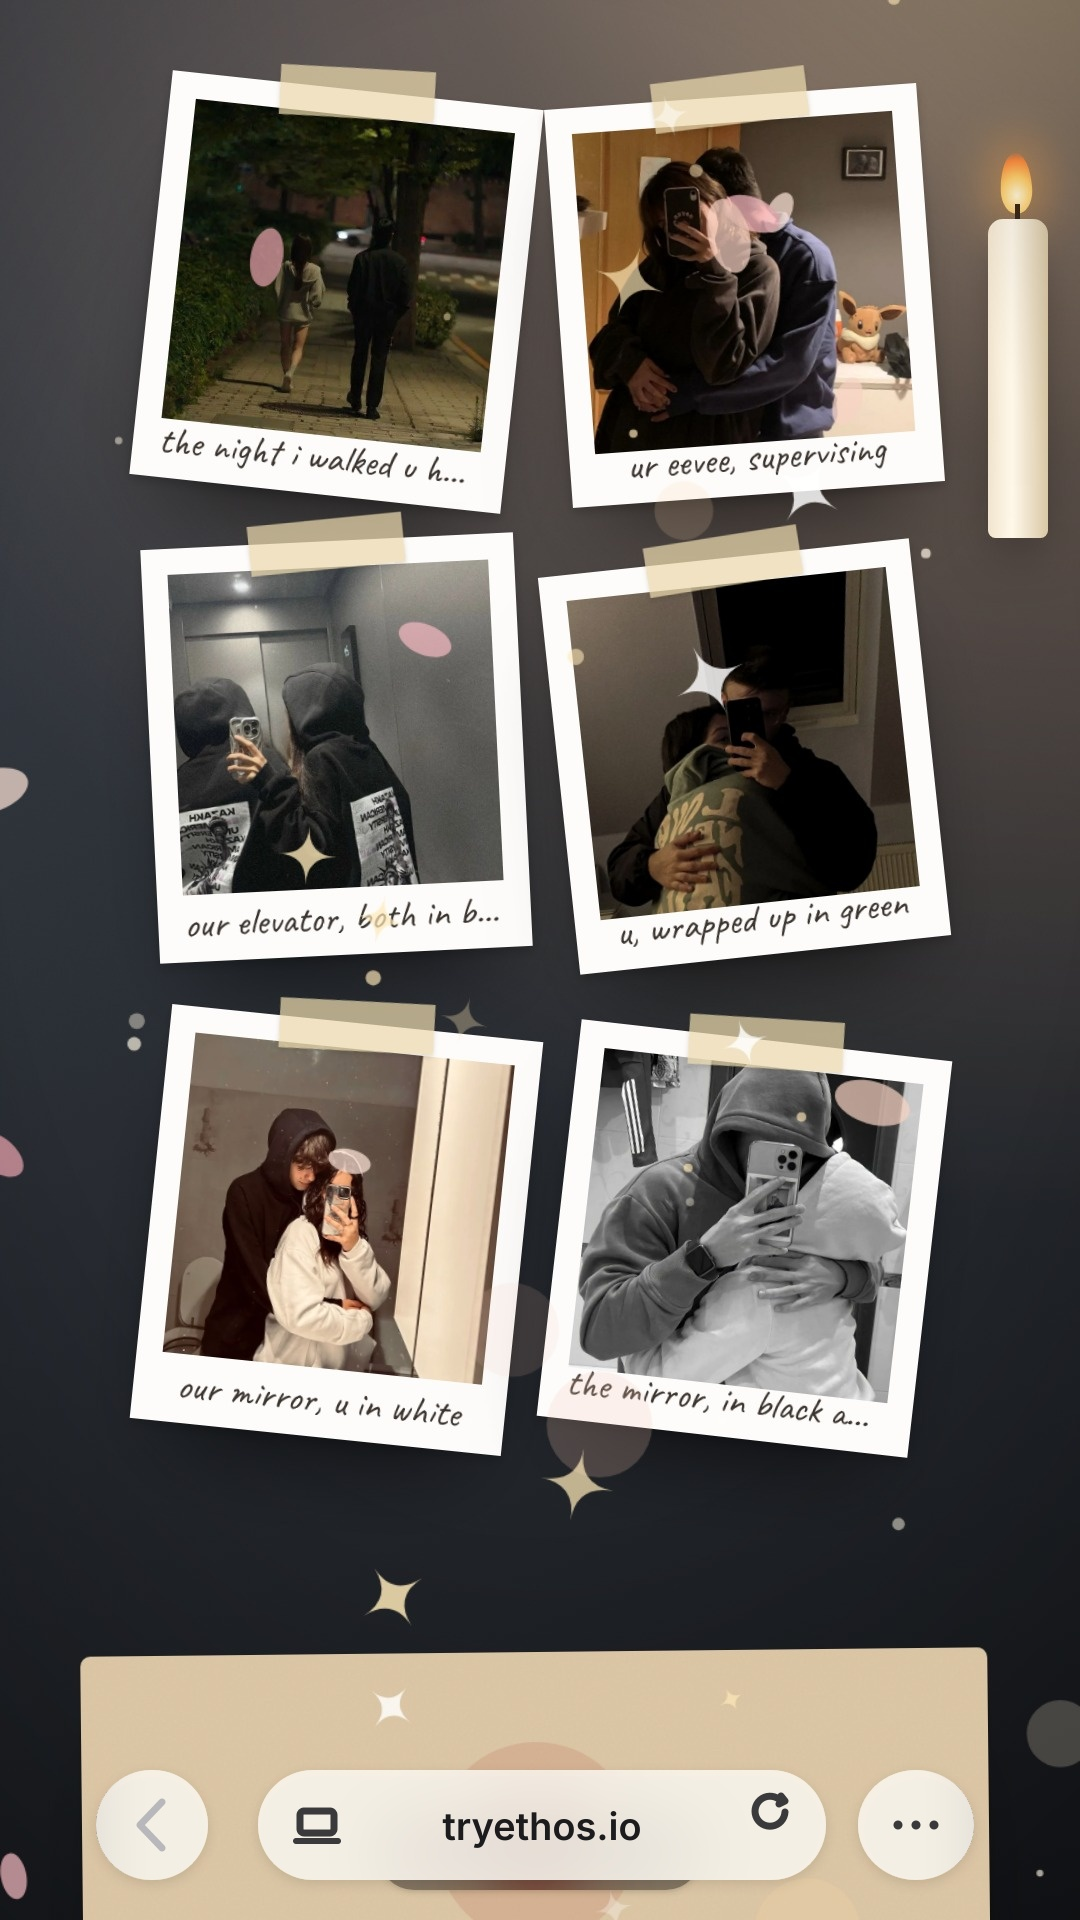 the night i walked u h...
ur eevee, supervising
our elevator, both in b...
u, wrapped up in green
our mirror, u in white
the mirror, in black a...
tryethos.io